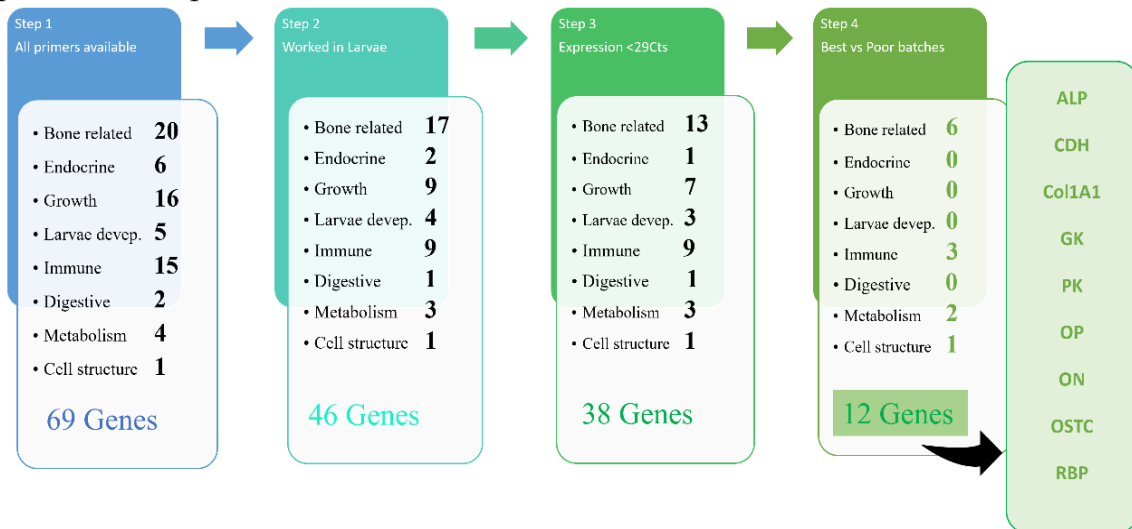 Step 1
All primers available
• Bone related 20
• Endocrine 6
• Growth 16
• Larvae devep. 5
• Immune 15
• Digestive 2
• Metabolism 4
• Cell structure 1
69 Genes
Step 2
Worked in Larvae
• Bone related 17
• Endocrine 2
• Growth 9
• Larvae devep. 4
• Immune 9
• Digestive 1
• Metabolism 3
• Cell structure 1
46 Genes
Step 3
Expression <29Cts
• Bone related 13
• Endocrine 1
• Growth 7
• Larvae devep. 3
• Immune 9
• Digestive 1
• Metabolism 3
• Cell structure 1
38 Genes
Step 4
Best vs Poor batches
• Bone related 6
• Endocrine 0
• Growth 0
• Larvae devep. 0
• Immune 3
• Digestive 0
• Metabolism 2
• Cell structure 1
12 Genes
ALP
CDH
Col1A1
GK
PK
OP
ON
OSTC
RBP